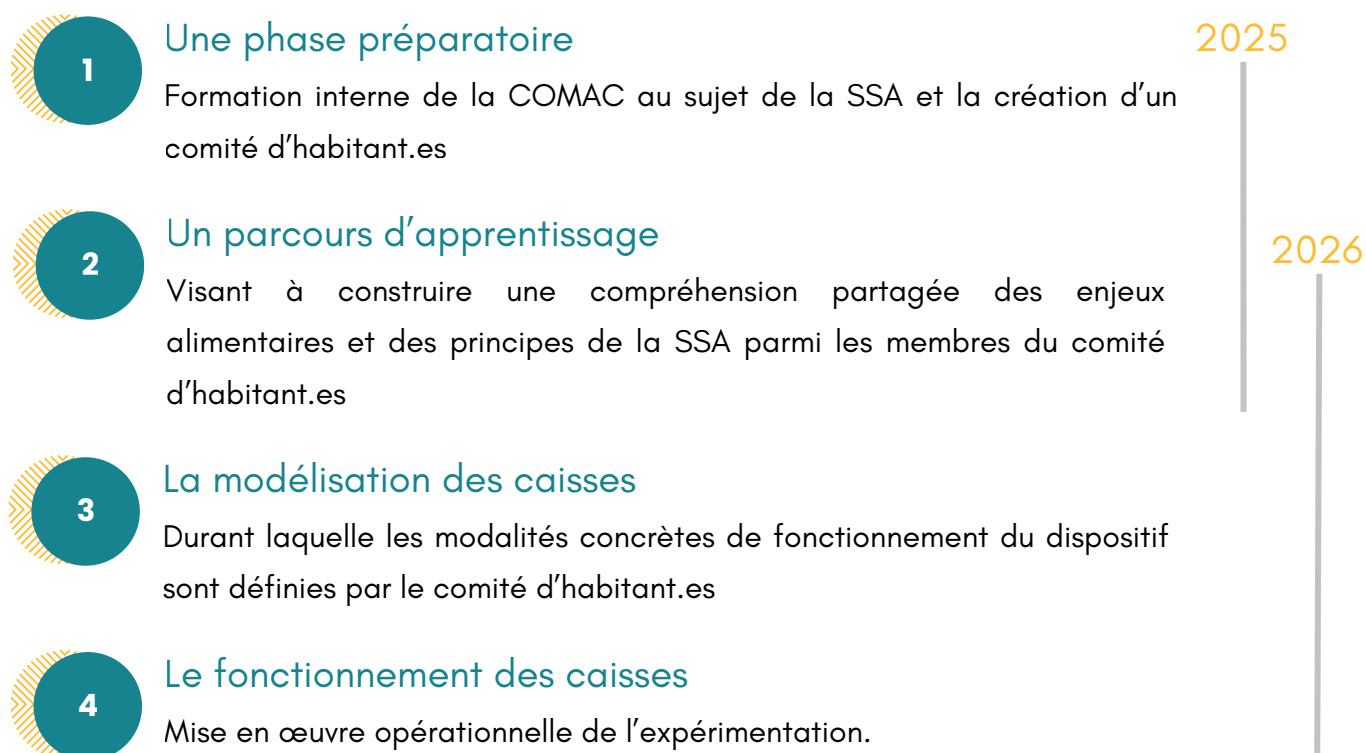 1
Une phase préparatoire
2025
Formation interne de la COMAC au sujet de la SSA et la création d'un
comité d'habitant.es
2
Un parcours d'apprentissage
2026
Visant à construire une compréhension partagée des enjeux
alimentaires et des principes de la SSA parmi les membres du comité
d'habitant.es
3
La modélisation des caisses
Durant laquelle les modalités concrètes de fonctionnement du dispositif
sont définies par le comité d'habitant.es
4
Le fonctionnement des caisses
Mise en œuvre opérationnelle de l'expérimentation.